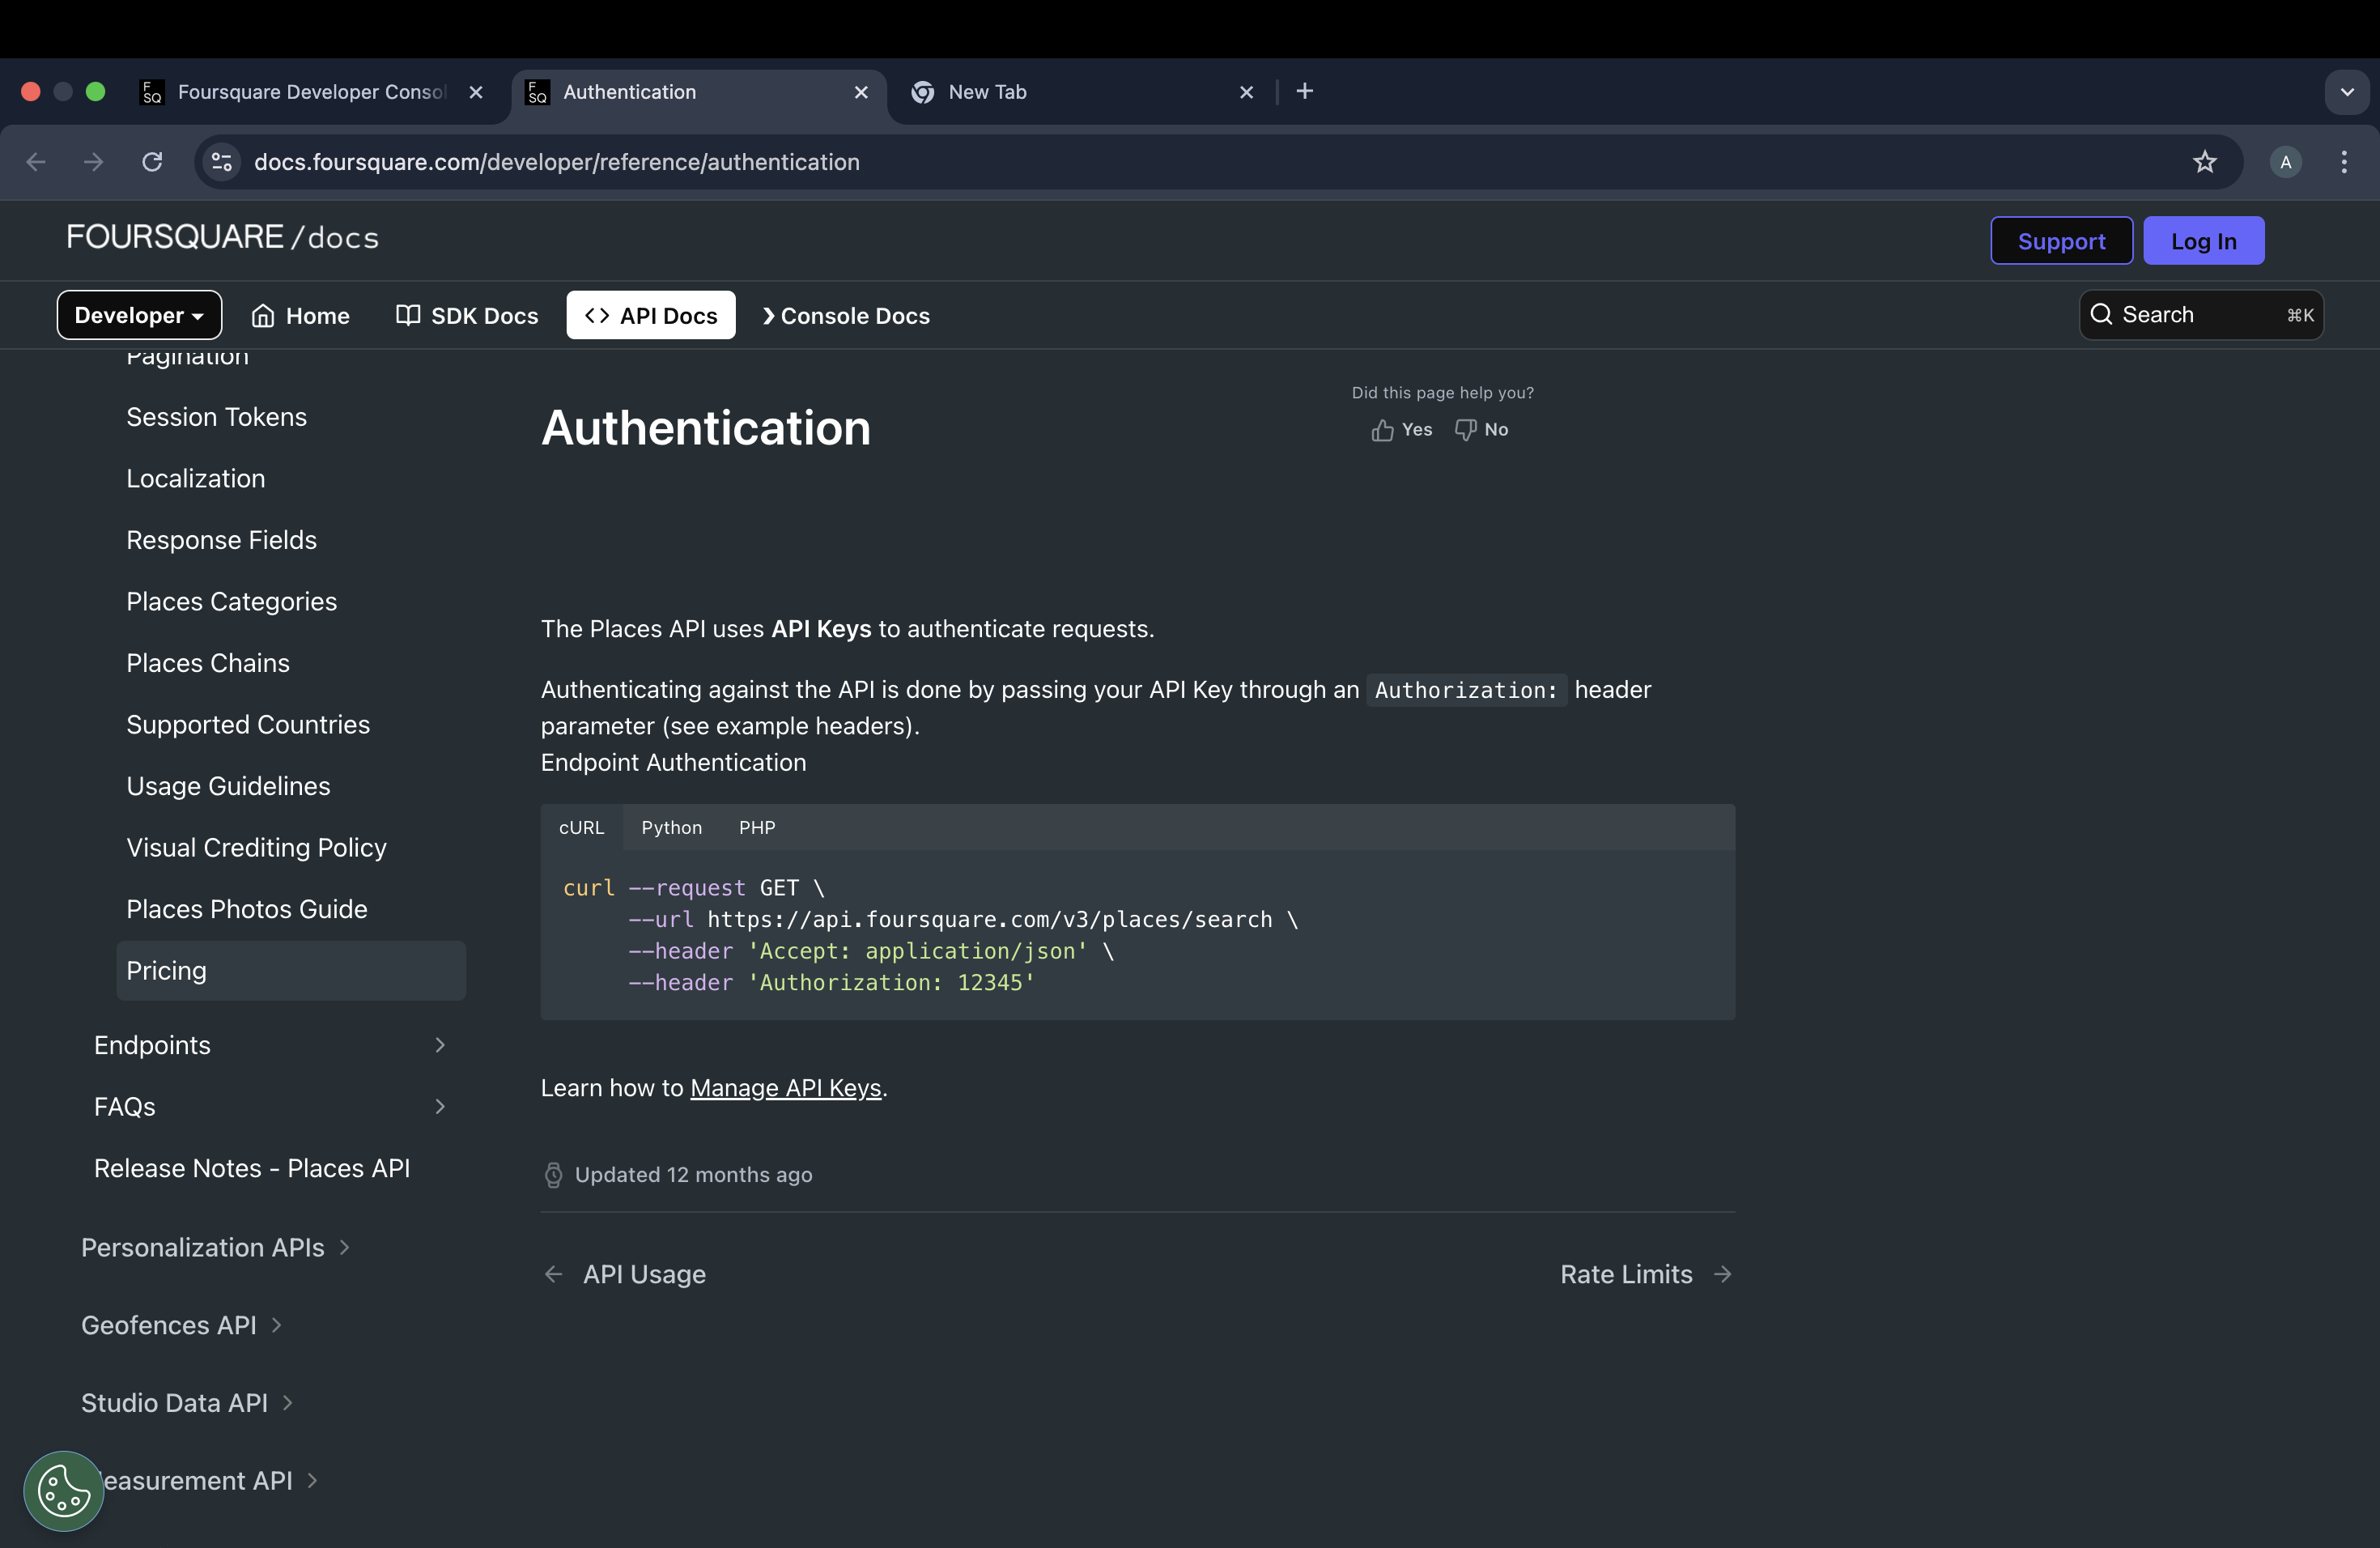 Foursquare Developer Consol
Authentication
New Tab
docs.foursquare.com/developer/reference/authentication
A
FOURSQUARE/docs
Support
Log In
Developer
Home
SDK Docs
API Docs
Console Docs
Search
⌘K
Pagination
Session Tokens
Localization
Response Fields
Places Categories
Places Chains
Supported Countries
Usage Guidelines
Visual Crediting Policy
Places Photos Guide
Pricing
Endpoints
FAQs
Release Notes - Places API
Personalization APIs
Geofences API
Studio Data API
easurement API
Authentication
Did this page help you?
Yes
No
The Places API uses API Keys to authenticate requests.
Authenticating against the API is done by passing your API Key through an Authorization: header
parameter (see example headers).
Endpoint Authentication
cURL Python PHP
curl --request GET \
--url https://api.foursquare.com/v3/places/search \
--header 'Accept: application/json' \
--header 'Authorization: 12345'
Learn how to Manage API Keys.
Updated 12 months ago
API Usage
Rate Limits